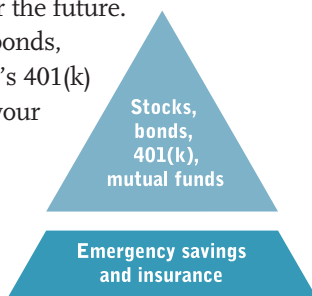 r the future.
bonds,
's 401(k)
your
Stocks,
bonds,
401(k),
mutual funds
Emergency savings
and insurance